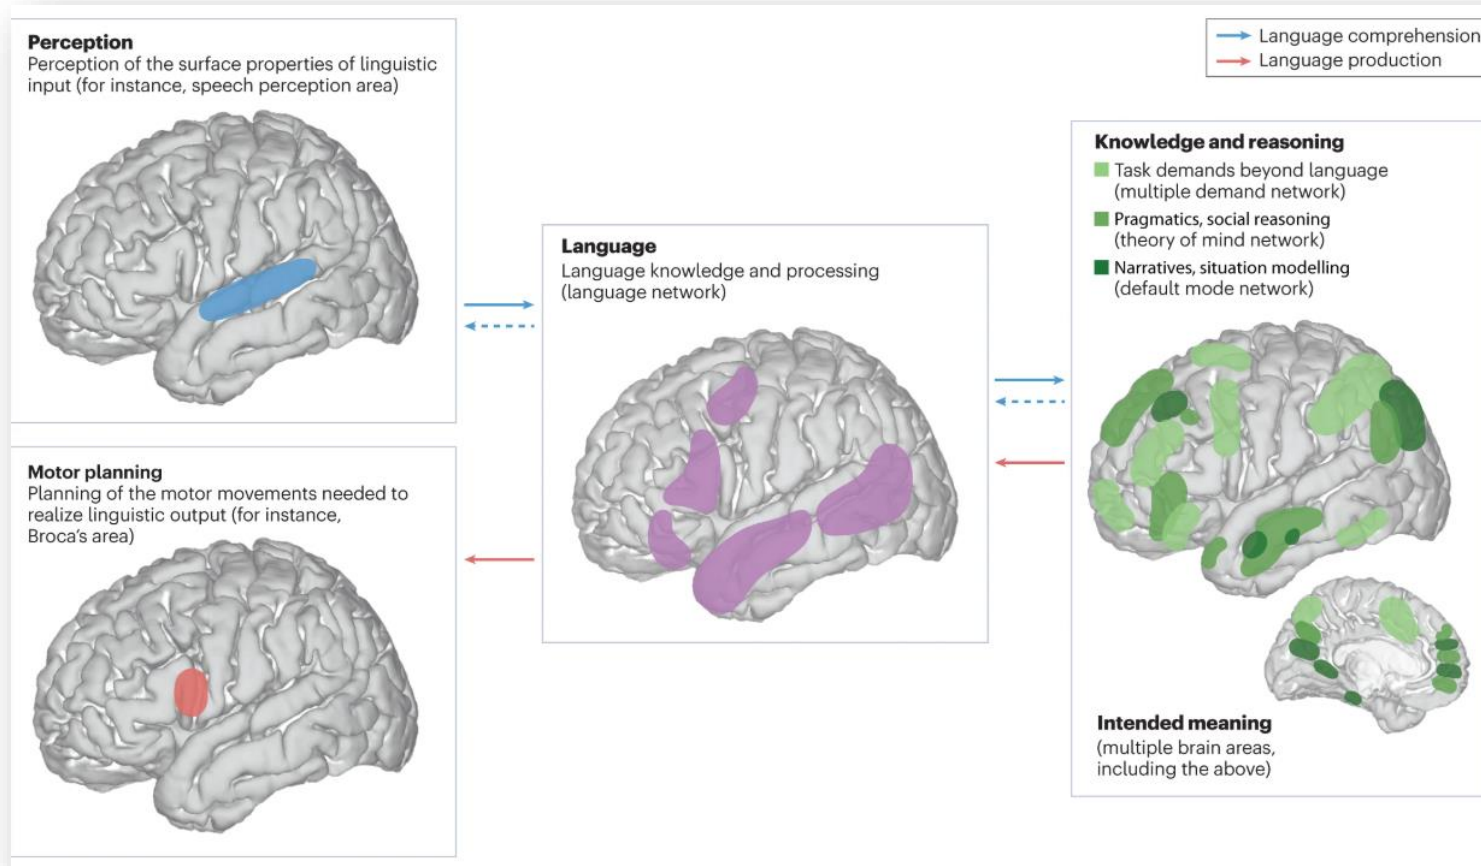 Perception
Perception of the surface properties of linguistic
input (for instance, speech perception area)
Motor planning
Planning of the motor movements needed to
realize linguistic output (for instance,
Broca’s area)
Language
Language knowledge and processing
(language network)
Language comprehension
Language production
Knowledge and reasoning
Task demands beyond language
(multiple demand network)
Pragmatics, social reasoning
(theory of mind network)
Narratives, situation modelling
(default mode network)
Intended meaning
(multiple brain areas,
including the above)